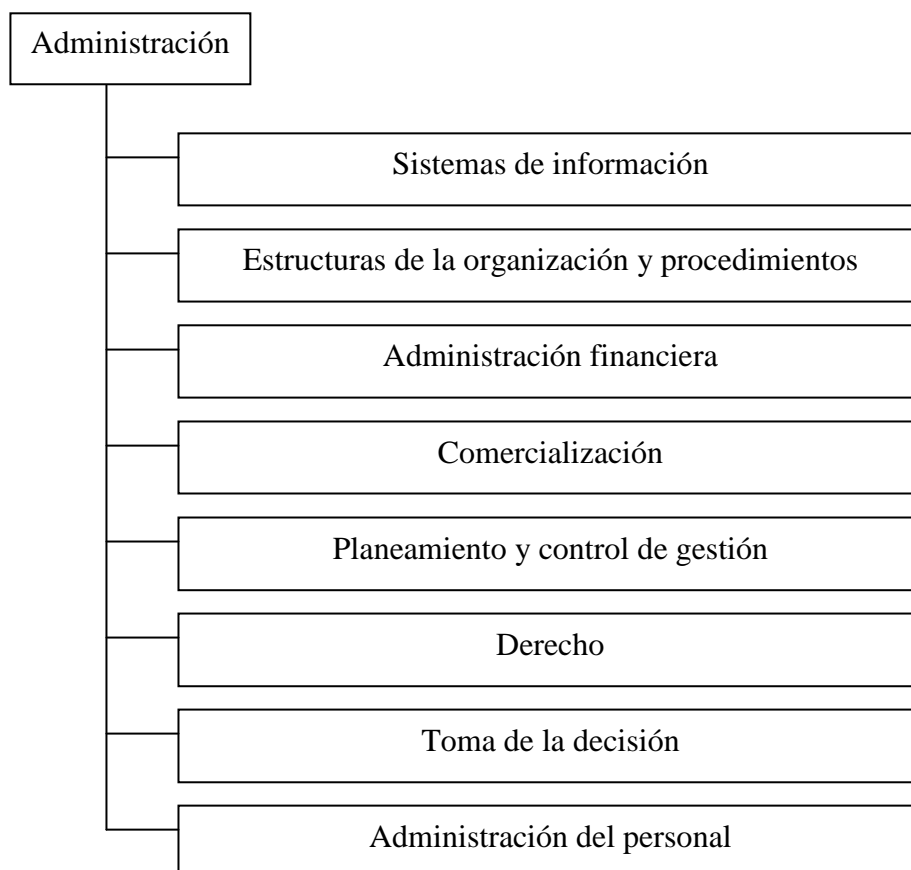 Administración
Sistemas de información
Estructuras de la organización y procedimientos
Administración financiera
Comercialización
Planeamiento y control de gestión
Derecho
Toma de la decisión
Administración del personal